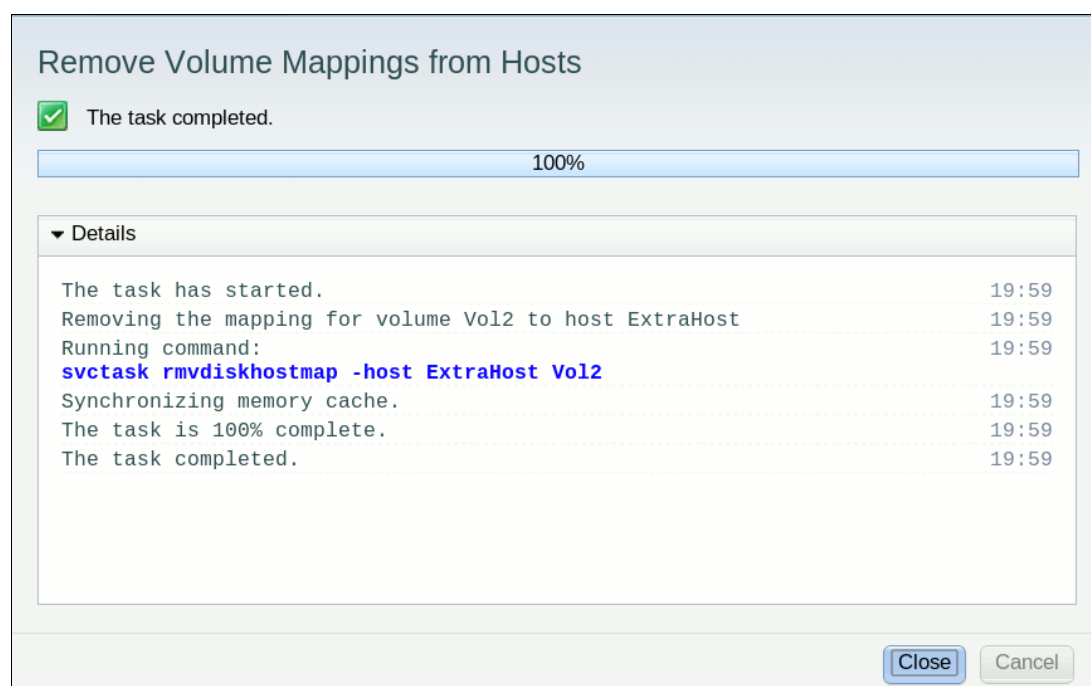 Remove Volume Mappings from Hosts
The task completed.
100%
Details
The task has started. 19:59
Removing the mapping for volume Vol2 to host ExtraHost 19:59
Running command: 19:59
svctask rmvdiskhostmap -host ExtraHost Vol2
Synchronizing memory cache. 19:59
The task is 100% complete. 19:59
The task completed. 19:59
Close Cancel